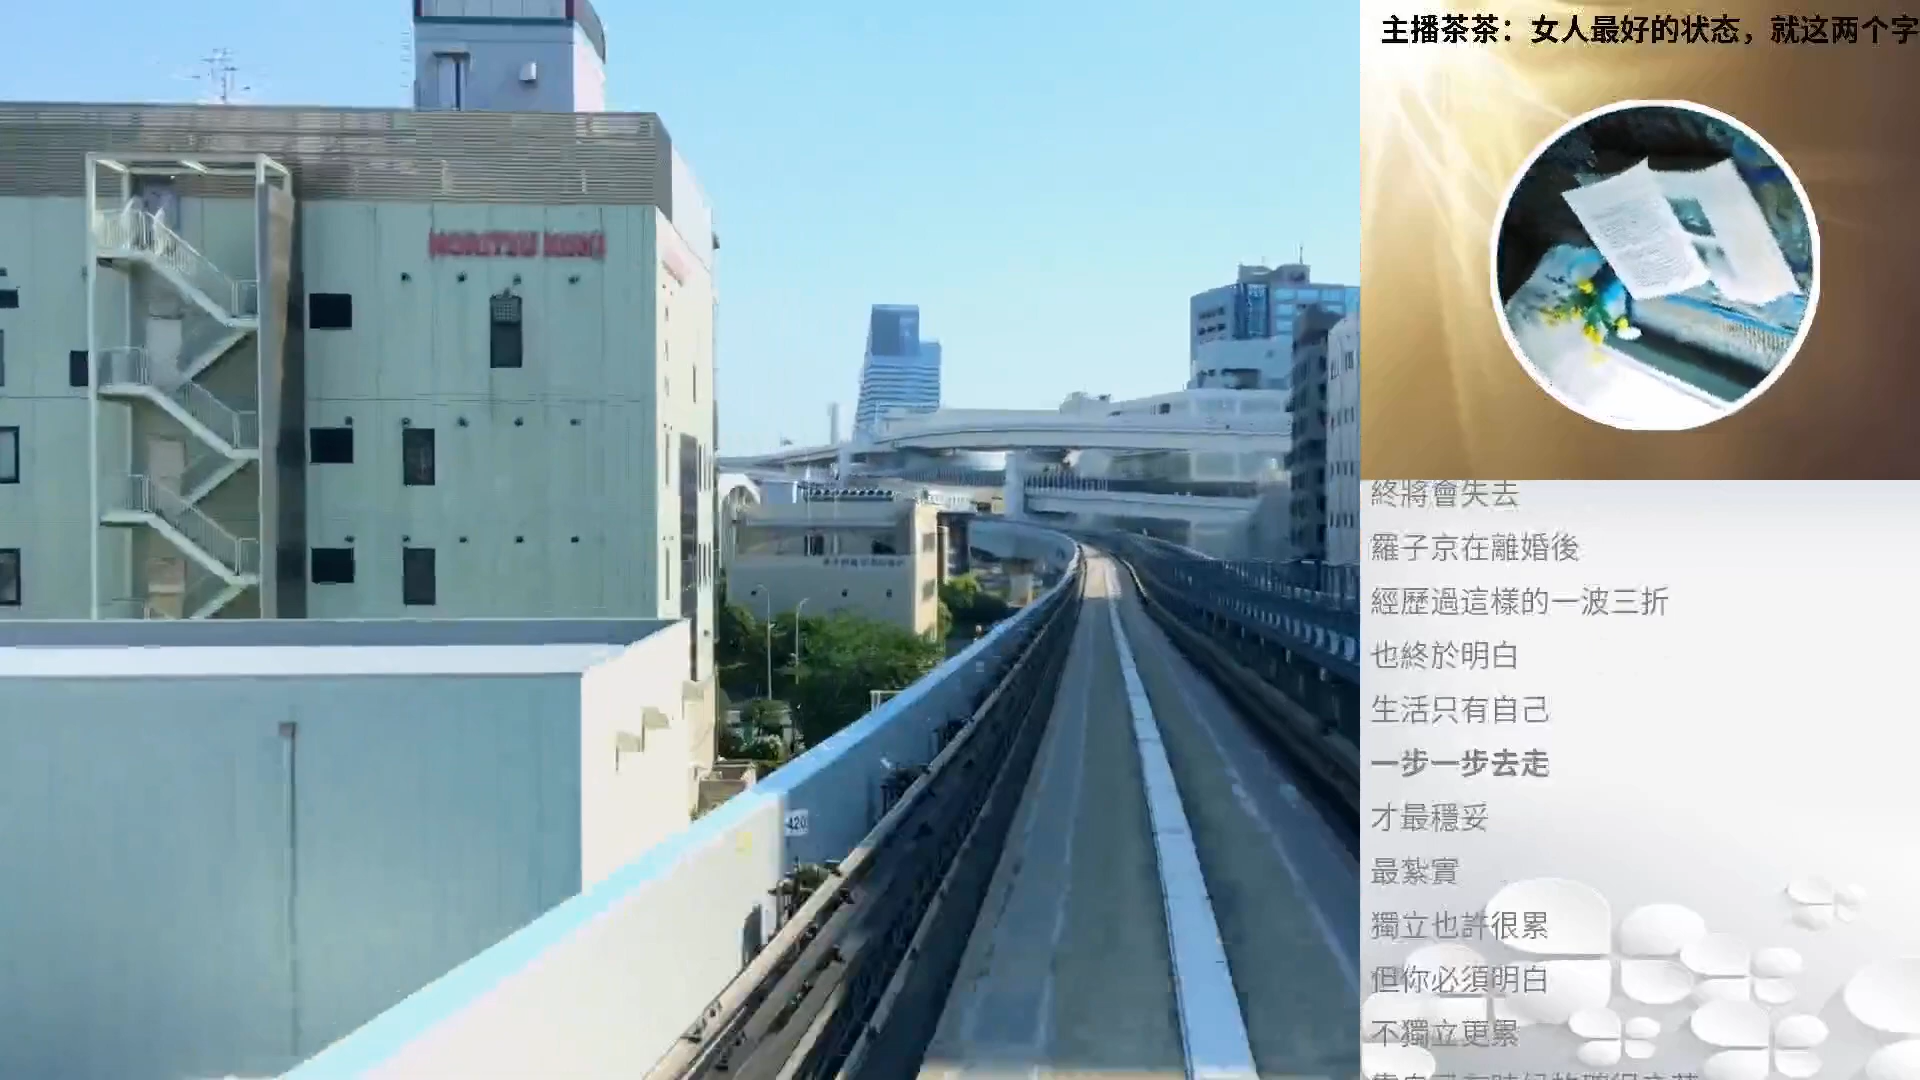 主播茶茶：女人最好的状态，就这两个字
NORITSU KOKI
420
終將會失去
羅子京在離婚後
經歷過這樣的一波三折
也終於明白
生活只有自己
一步一步去走
才最穩妥
最紮實
獨立也許很累
但你必須明白
不獨立更累